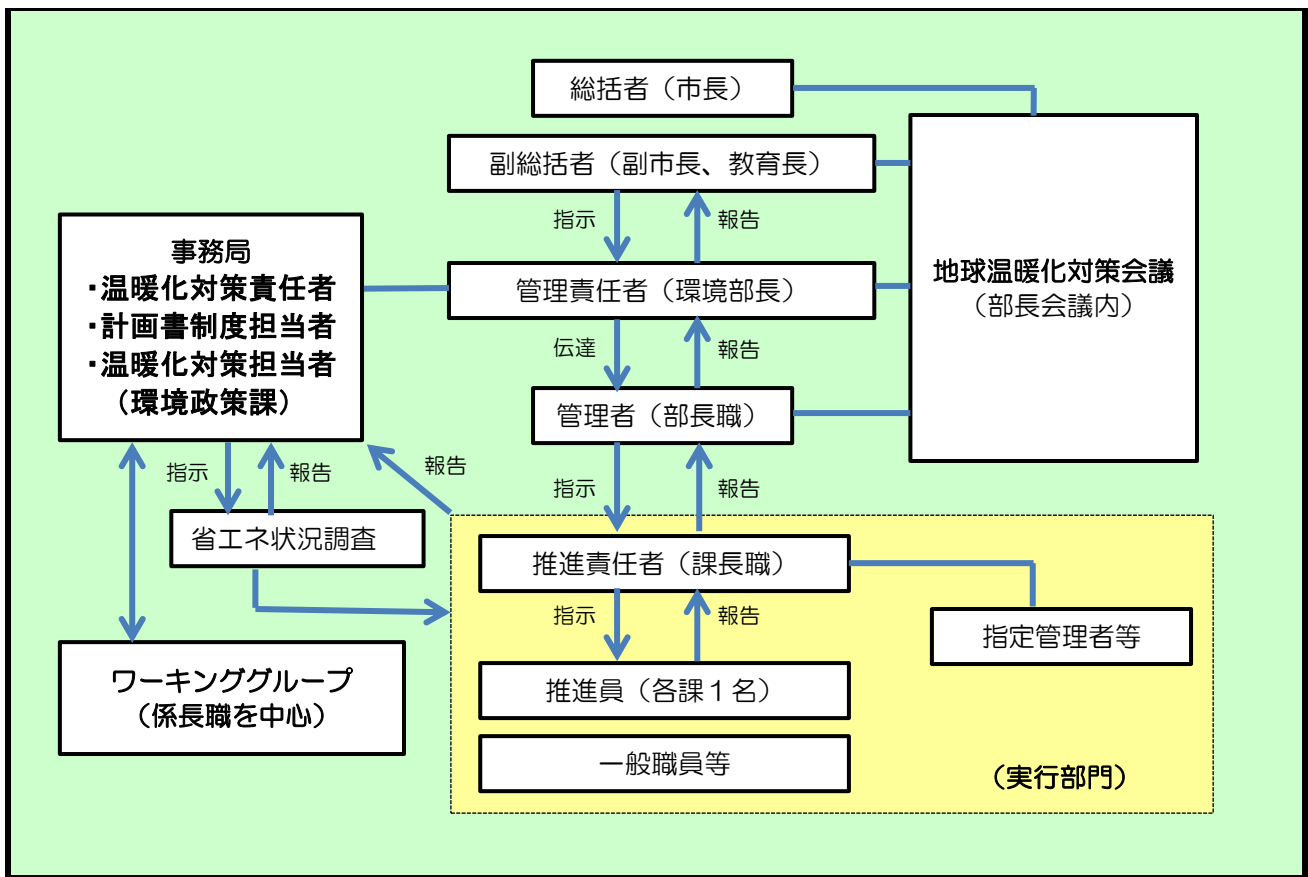 総括者（市長）
副総括者（副市長、教育長）
指示
報告
管理責任者（環境部長）
伝達
報告
管理者（部長職）
指示
報告
地球温暖化対策会議
（部長会議内）
事務局
・温暖化対策責任者
・計画書制度担当者
・温暖化対策担当者
（環境政策課）
指示
報告
報告
省エネ状況調査
ワーキンググループ
（係長職を中心）
推進責任者（課長職）
指示
報告
推進員（各課１名）
一般職員等
指定管理者等
（実行部門）